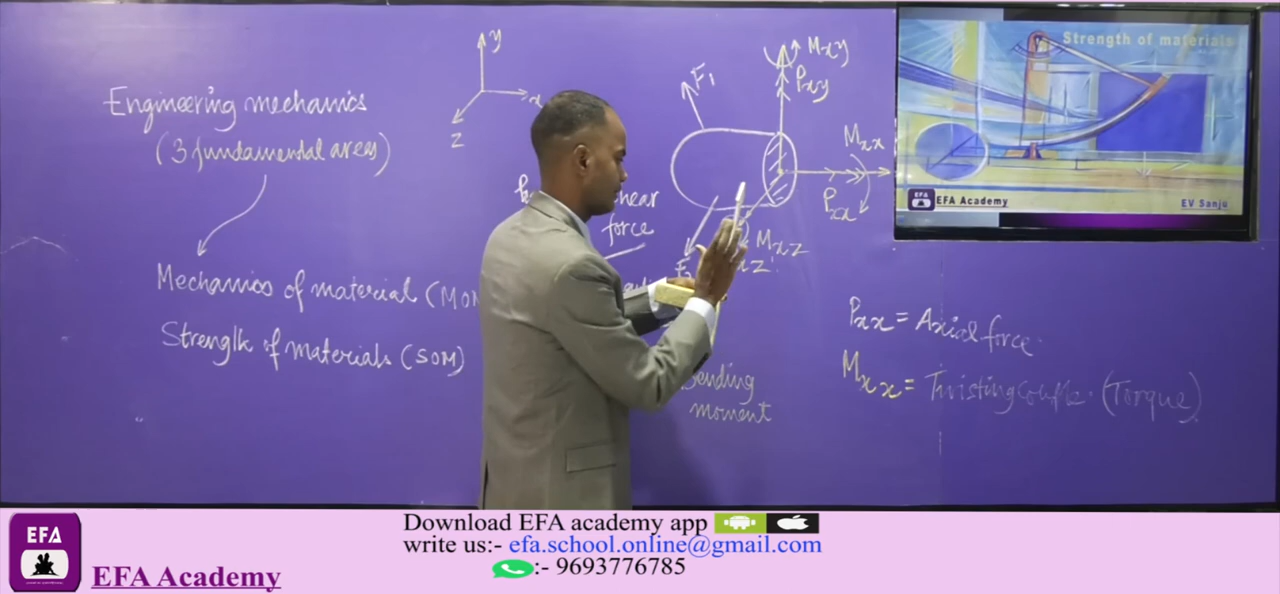 Engineering mechanics
(3 fundamental areas)
Mechanics of material (MOM
Strength of materials (SOM)
y
x
Z
F1
Mxy
Pxy
Mxx
Pxx
Mxz
force
Bending
moment
Pxx = Axial force.
Mxx = Twisting couple. (Torque)
Strength of materials
EFA Academy
EV Sanju
EFA
EFA Academy
Download EFA academy app
write us:- efa.school.online@gmail.com
:- 9693776785